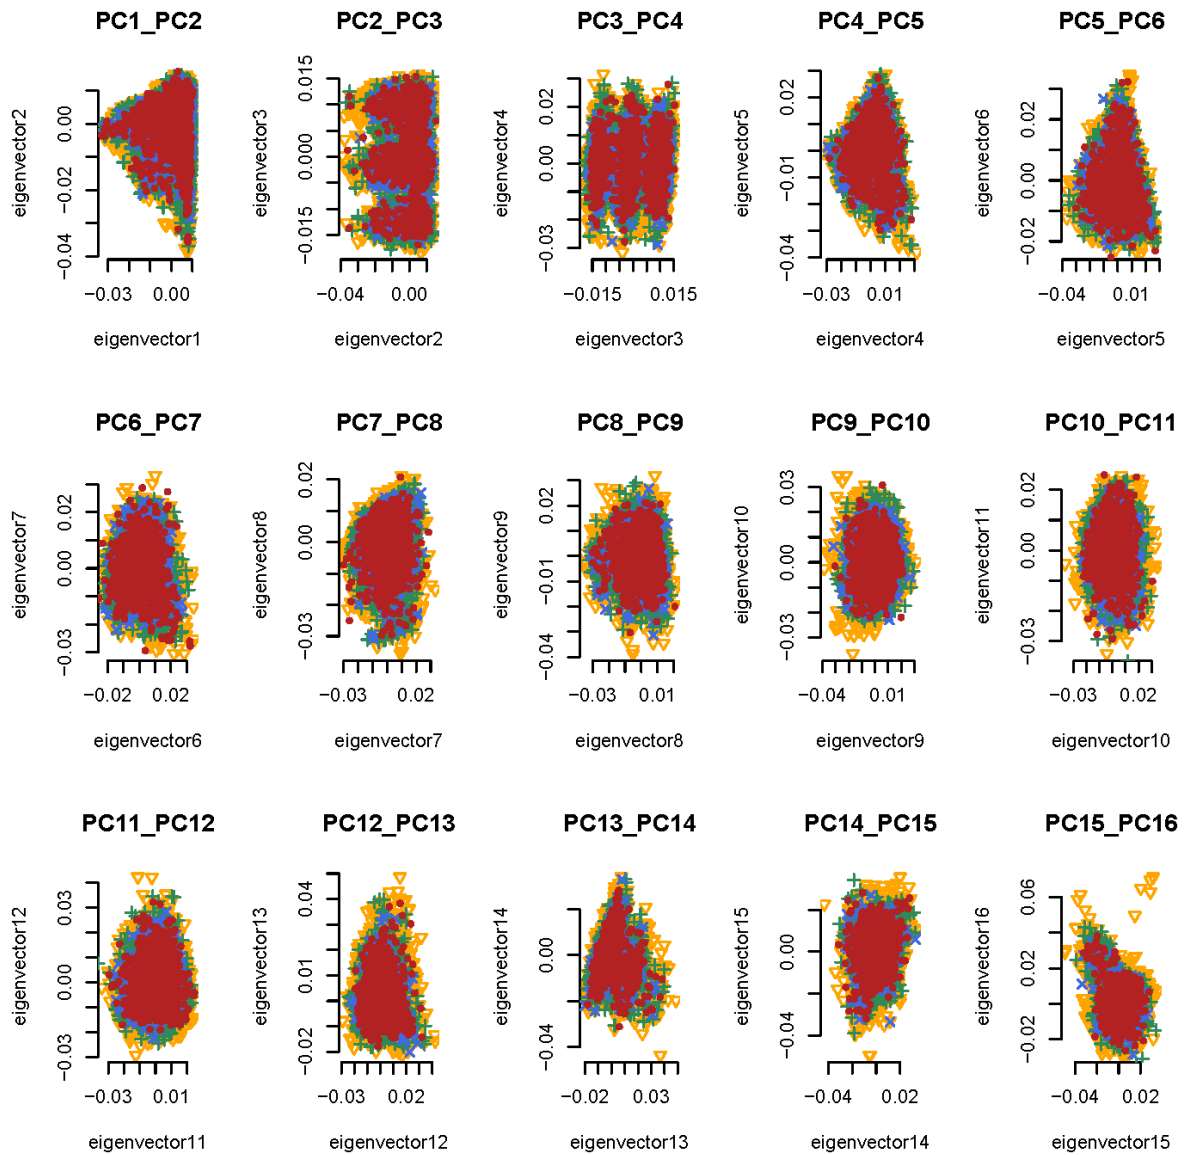 PC1_PC2 PC2_PC3 PC3_PC4 PC4_PC5 PC5_PC6
eigenvector2 −0.04 −0.02 0.00
−0.03 0.00
eigenvector1
eigenvector3 −0.015 0.000 0.015
−0.04 0.00
eigenvector2
eigenvector4 −0.03 0.00 0.02
−0.015 0.015
eigenvector3
eigenvector5 −0.04 −0.01 0.02
−0.03 0.01
eigenvector4
eigenvector6 −0.02 0.00 0.02
−0.04 0.01
eigenvector5
PC6_PC7 PC7_PC8 PC8_PC9 PC9_PC10 PC10_PC11
eigenvector7 −0.03 0.00 0.02
−0.02 0.02
eigenvector6
eigenvector8 −0.03 0.00 0.02
−0.03 0.02
eigenvector7
eigenvector9 −0.04 −0.01 0.02
−0.03 0.01
eigenvector8
eigenvector10 −0.03 0.00 0.03
−0.04 0.01
eigenvector9
eigenvector11 −0.03 0.00 0.02
−0.03 0.02
eigenvector10
PC11_PC12 PC12_PC13 PC13_PC14 PC14_PC15 PC15_PC16
eigenvector12 −0.03 0.00 0.03
−0.03 0.01
eigenvector11
eigenvector13 −0.02 0.01 0.04
−0.03 0.02
eigenvector12
eigenvector14 −0.04 0.00
−0.02 0.03
eigenvector13
eigenvector15 −0.04 0.00
−0.04 0.02
eigenvector14
eigenvector16 −0.02 0.02 0.06
−0.04 0.02
eigenvector15